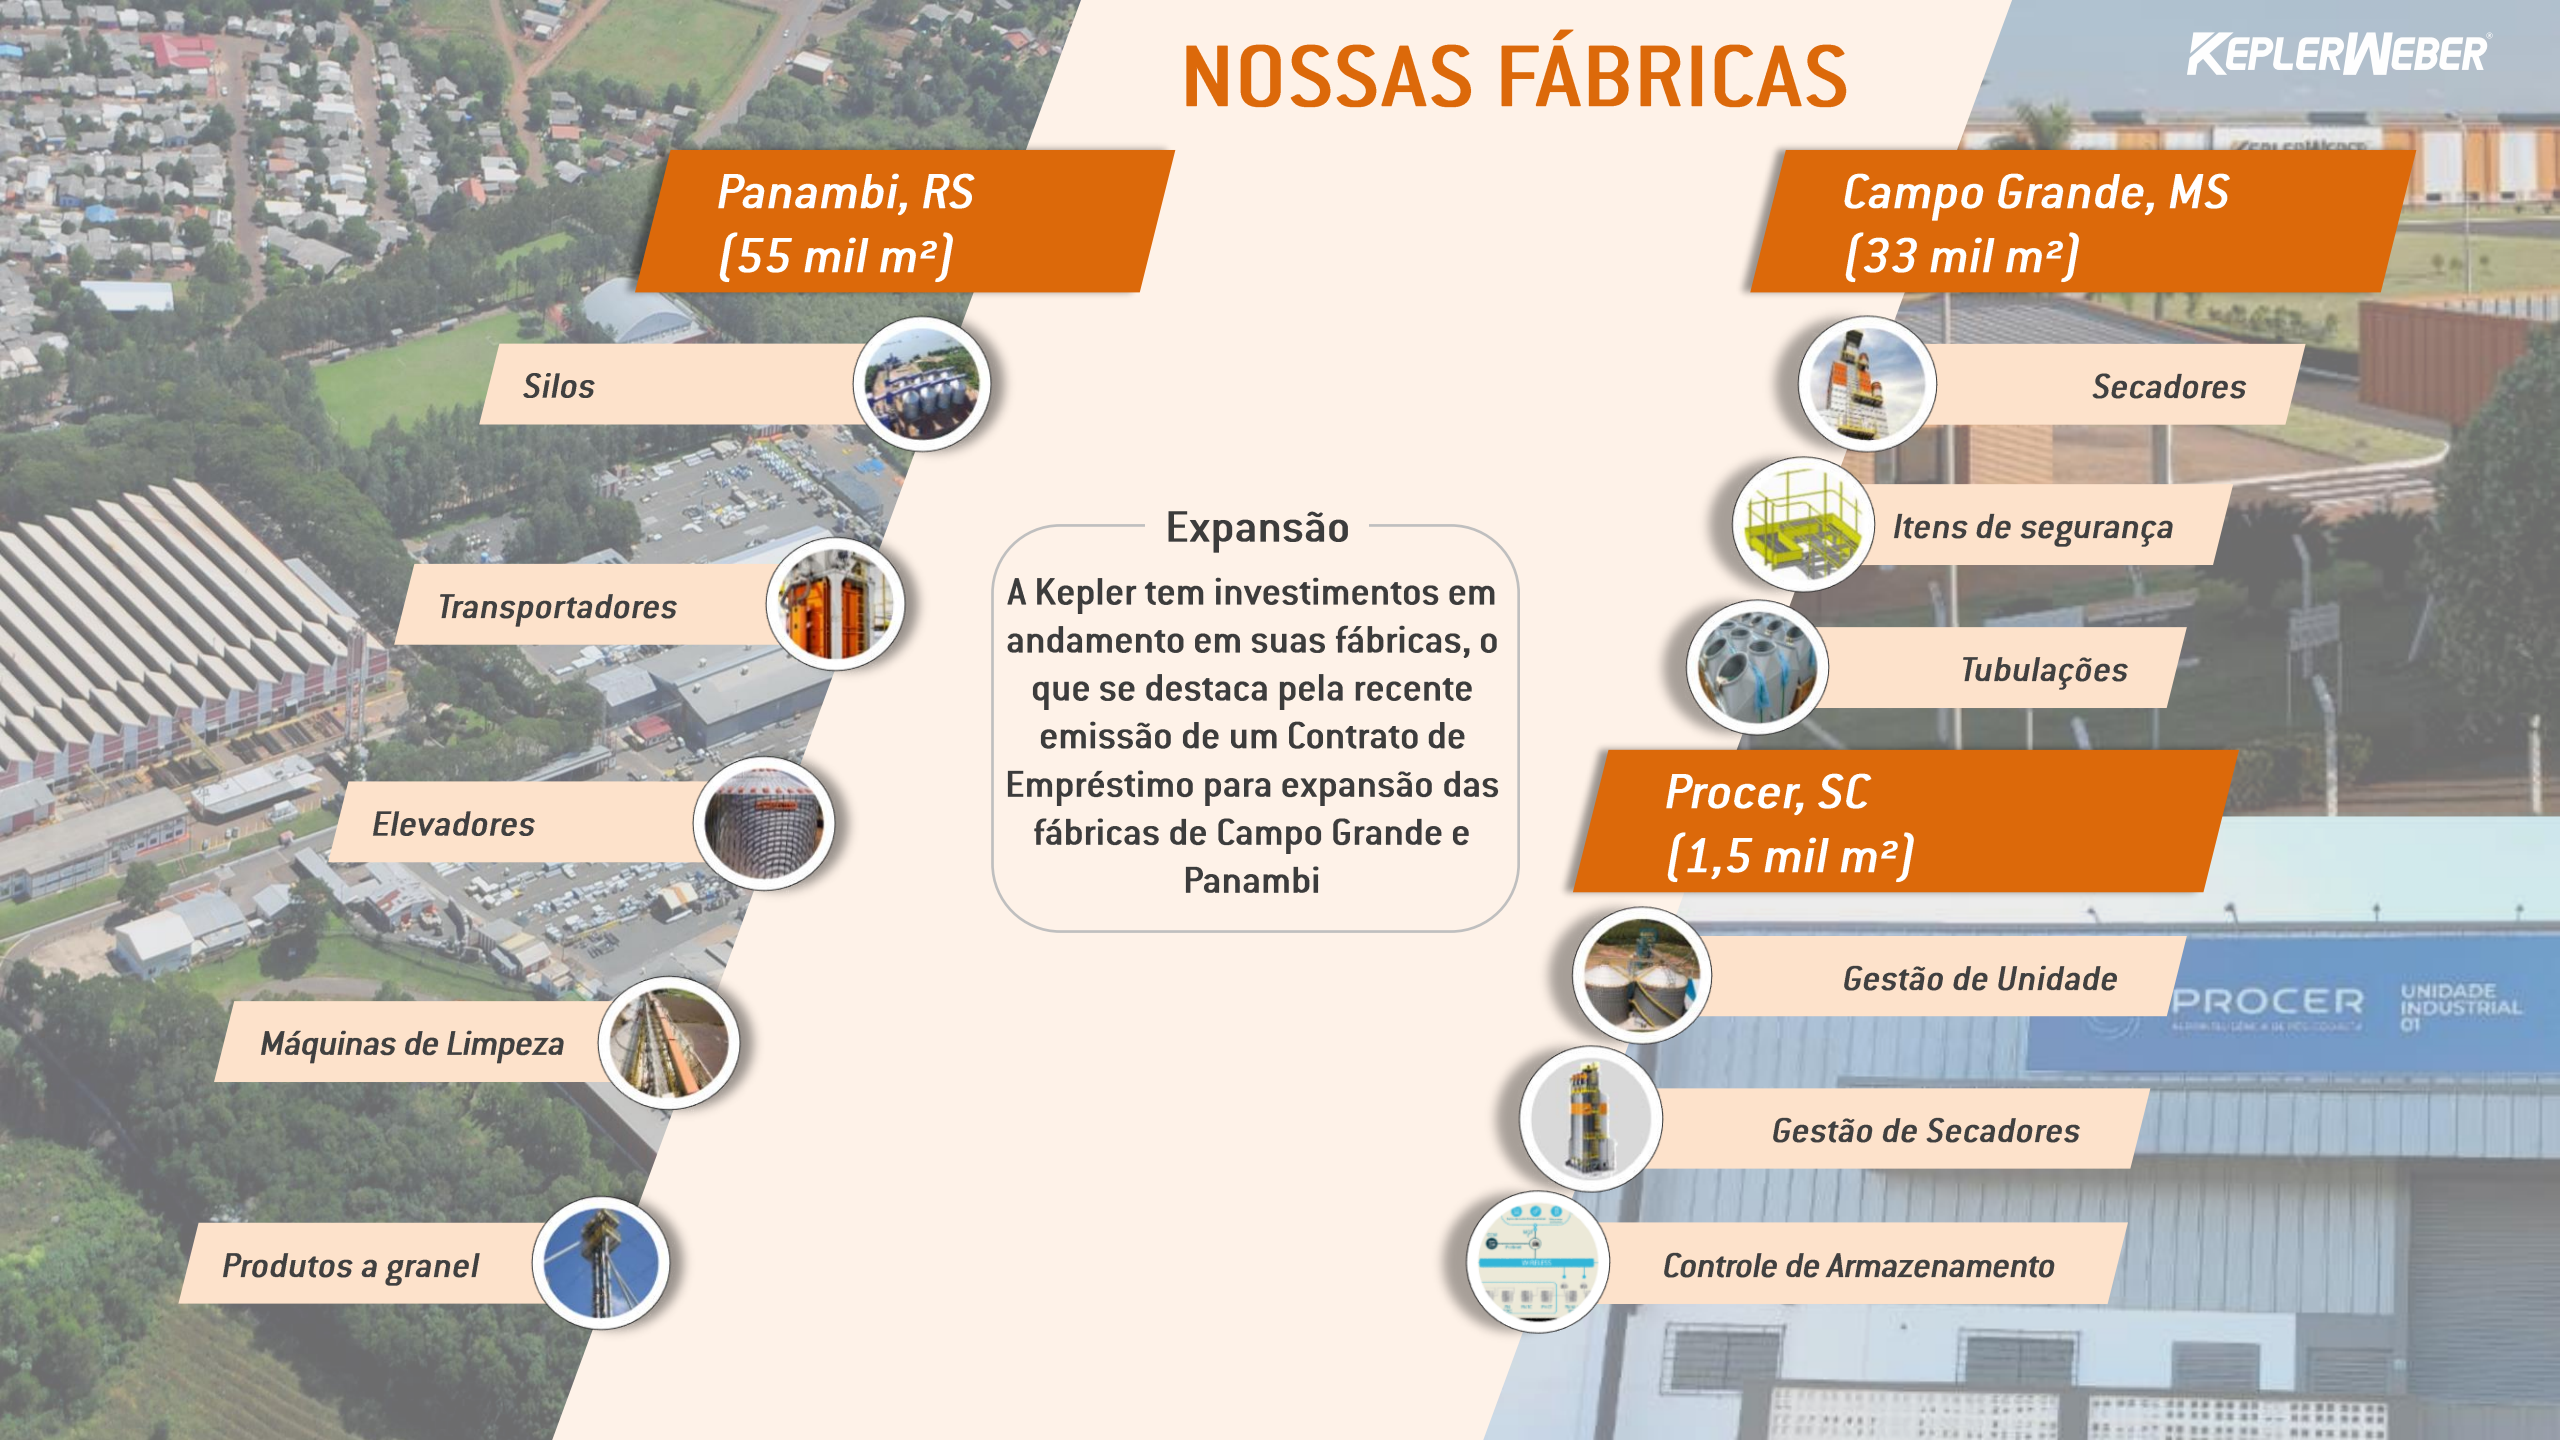 NOSSAS FÁBRICAS
KEPLERWEBER
Panambi, RS
(55 mil m²)
Silos
Transportadores
Elevadores
Máquinas de Limpeza
Produtos a granel
Expansão
A Kepler tem investimentos em
andamento em suas fábricas, o
que se destaca pela recente
emissão de um Contrato de
Empréstimo para expansão das
fábricas de Campo Grande e
Panambi
Campo Grande, MS
(33 mil m²)
KEPLERWEBER
Secadores
Itens de segurança
Tubulações
Procer, SC
(1,5 mil m²)
Gestão de Unidade
Gestão de Secadores
Controle de Armazenamento
PROCER
UNIDADE
INDUSTRIAL
01
WIRELESS